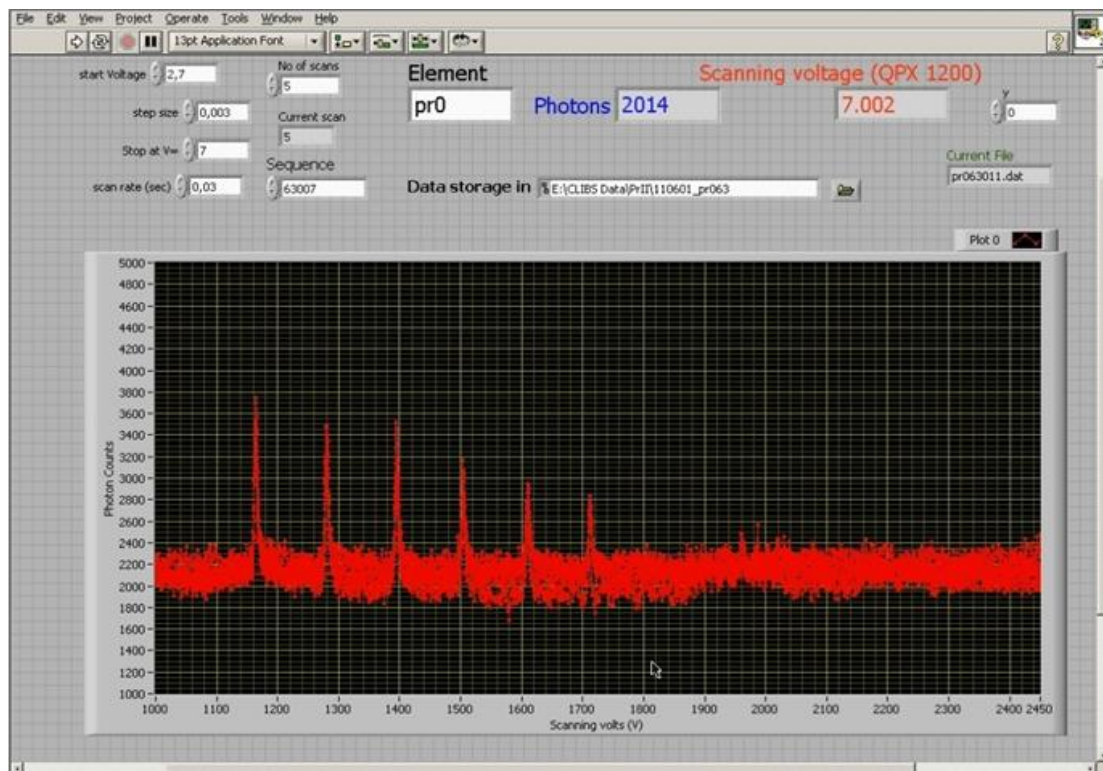 File Edit View Project Operate Tools Window Help
13pt Application Font
start Voltage 2,7
No of scans
5
Element
pr0
Scanning voltage (QPX 1200)
7.002
Photons 2014
y
0
step size 0,003
Current scan
5
Stop at V= 7
Sequence
63007
scan rate (sec) 0,03
Data storage in E:\CLIBS Data\PrII\110601_pr063
Current File
pr063011.dat
Plot 0
5000
4800
4600
4400
4200
4000
3800
3600
3400
3200
3000
2800
2600
2400
2200
2000
1800
1600
1400
1200
1000
Photon Counts
1000 1100 1200 1300 1400 1500 1600 1700 1800 1900 2000 2100 2200 2300 2400 2450
Scanning volts (V)